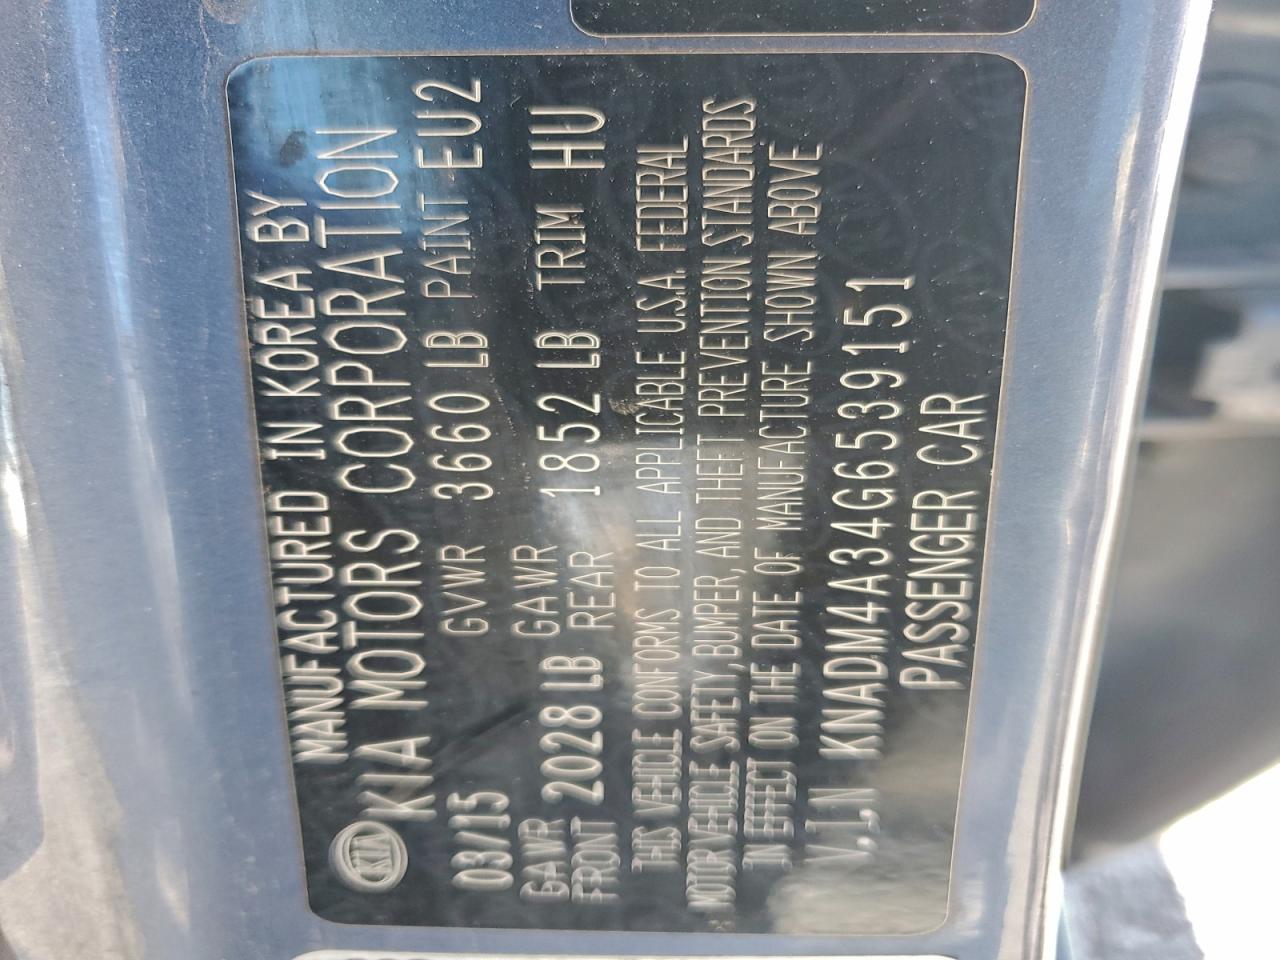 MANUFACTURED IN KOREA BY
KIA KIA MOTORS CORPORATION
03/15 GVWR 3660 LB PAINT EU2
GAWR FRONT 2028 LB GAWR REAR 1852 LB TRIM HU
THIS VEHICLE CONFORMS TO ALL APPLICABLE U.S.A. FEDERAL
MOTOR VEHICLE SAFETY, BUMPER, AND THEFT PREVENTION STANDARDS
IN EFFECT ON THE DATE OF MANUFACTURE SHOWN ABOVE
V.I.N KNADM4A34G6539151
PASSENGER CAR